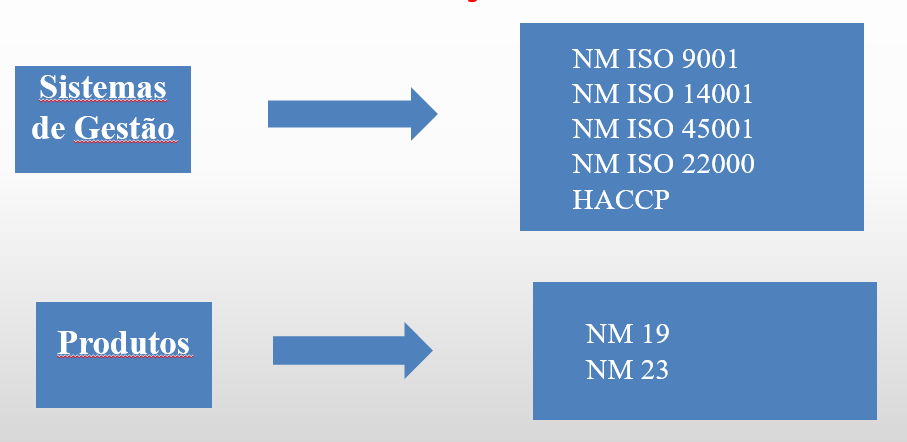 Sistemas
de Gestão
NM ISO 9001
NM ISO 14001
NM ISO 45001
NM ISO 22000
HACCP
Produtos
NM 19
NM 23